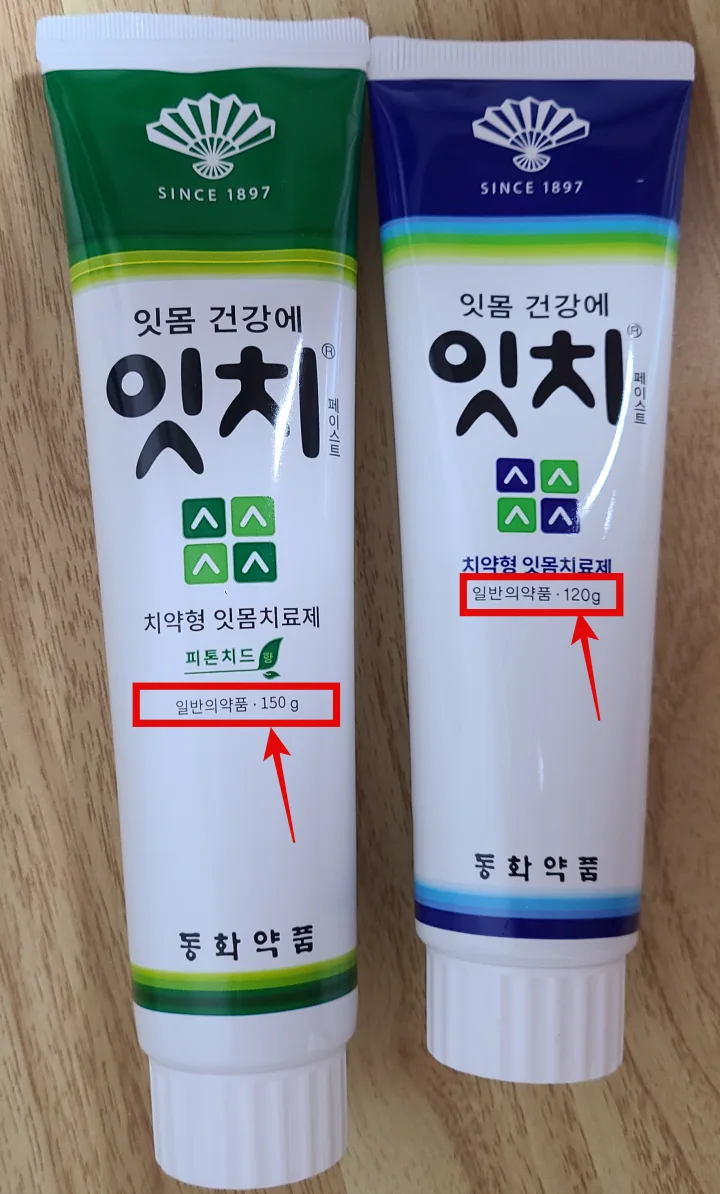 SINCE 1897
잇몸 건강에
잇치®
페이스트
치약형 잇몸치료제
피톤치드 향
일반의약품·150 g
동화약품
SINCE 1897
잇몸 건강에
잇치®
페이스트
치약형 잇몸치료제
일반의약품·120g
동화약품